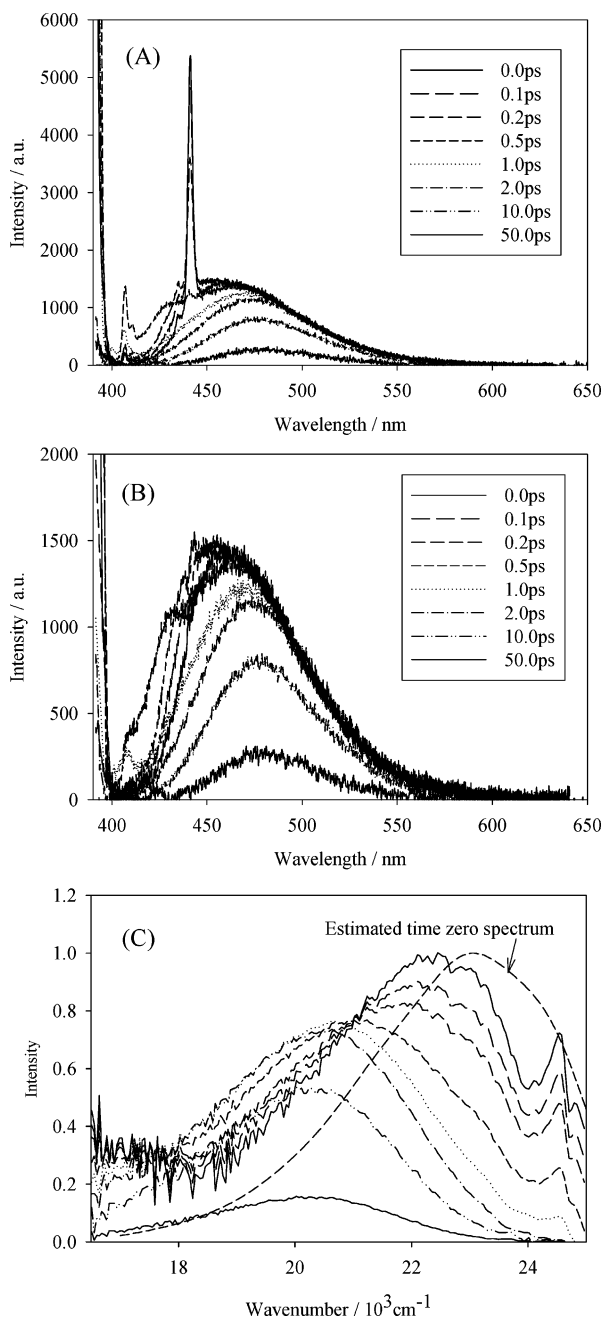 6000
5000
4000
3000
2000
1000
0
Intensity / a.u.
(A)
0.0ps
0.1ps
0.2ps
0.5ps
1.0ps
2.0ps
10.0ps
50.0ps
400 450 500 550 600 650
Wavelength / nm
2000
1500
1000
500
0
Intensity / a.u.
(B)
0.0ps
0.1ps
0.2ps
0.5ps
1.0ps
2.0ps
10.0ps
50.0ps
400 450 500 550 600 650
Wavelength / nm
1.2
1.0
0.8
0.6
0.4
0.2
0.0
Intensity
(C)
Estimated time zero spectrum
18 20 22 24
Wavenumber / 10³cm⁻¹